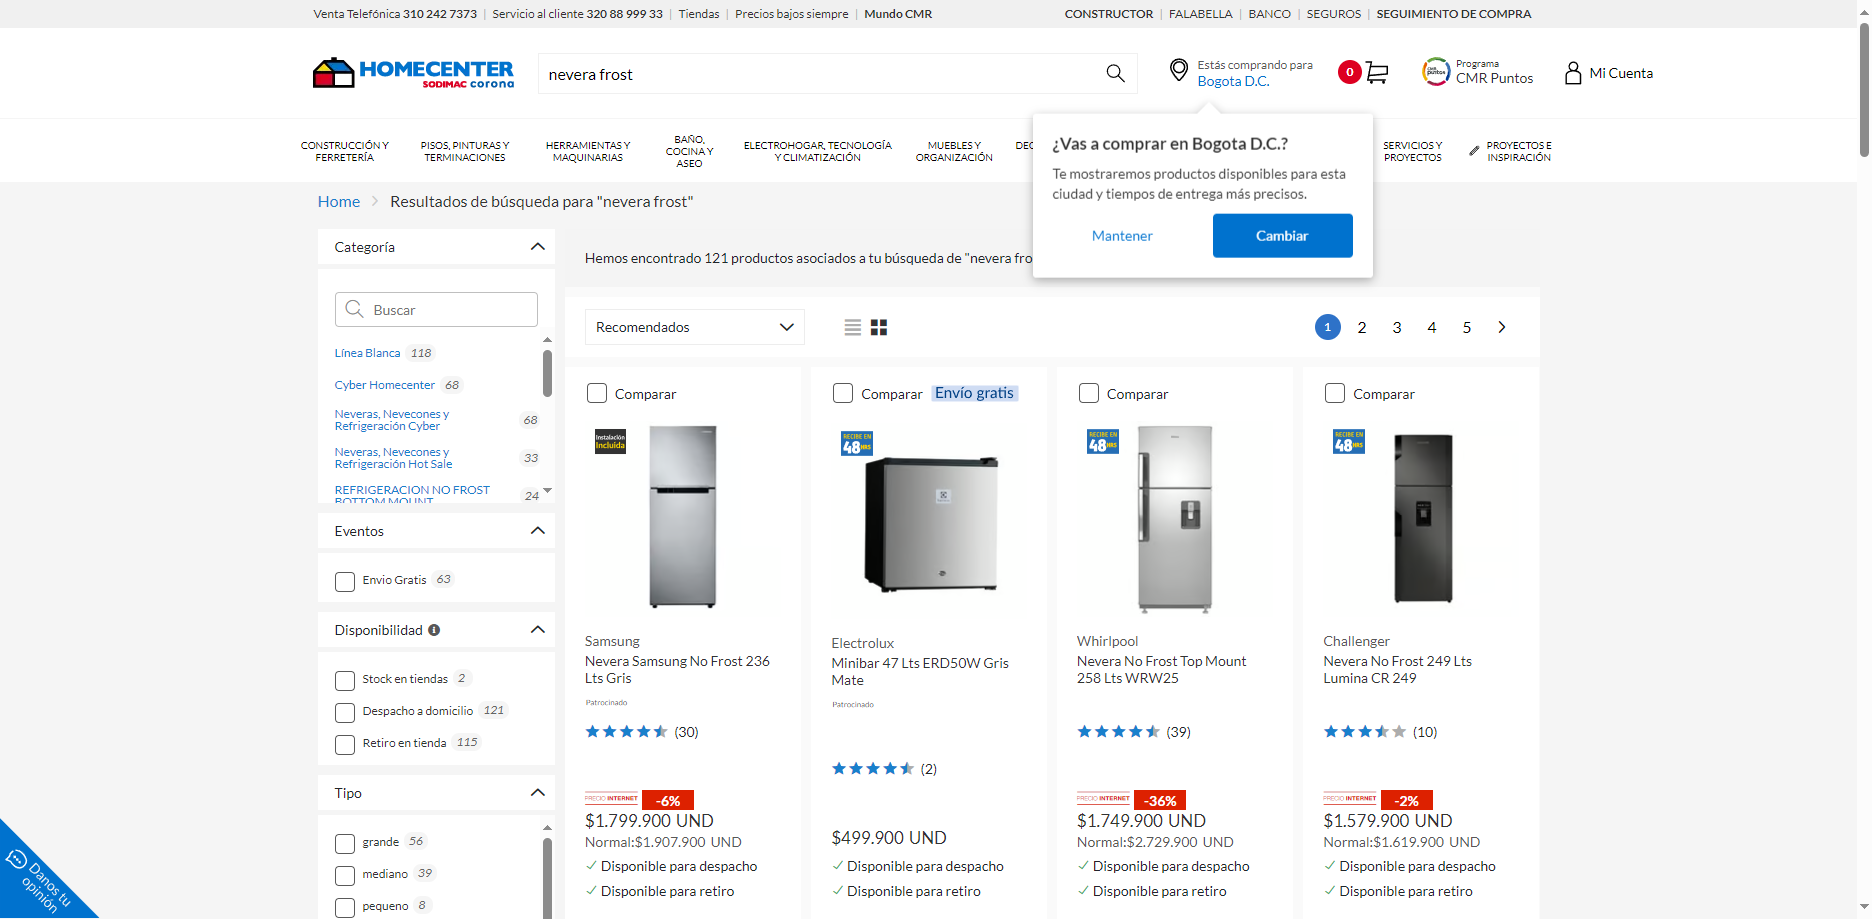 Venta Telefónica 310 242 7373 | Servicio al cliente 320 88 999 33 | Tiendas | Precios bajos siempre | Mundo CMR
CONSTRUCTOR | FALABELLA | BANCO | SEGUROS | SEGUIMIENTO DE COMPRA
HOMECENTER
SODIMAC corona
nevera frost
Estás comprando para
Bogota D.C.
0
Programa
CMR Puntos
Mi Cuenta
CONSTRUCCIÓN Y
FERRETERÍA
PISOS, PINTURAS Y
TERMINACIONES
HERRAMIENTAS Y
MAQUINARIAS
BAÑO,
COCINA Y
ASEO
ELECTROHOGAR, TECNOLOGÍA
Y CLIMATIZACIÓN
MUEBLES Y
ORGANIZACIÓN
DEC
SERVICIOS Y
PROYECTOS
PROYECTOS E
INSPIRACIÓN
¿Vas a comprar en Bogota D.C.?
Te mostraremos productos disponibles para esta
ciudad y tiempos de entrega más precisos.
Mantener
Cambiar
Home > Resultados de búsqueda para "nevera frost"
Categoría
Buscar
Línea Blanca 118
Cyber Homecenter 68
Neveras, Nevecones y
Refrigeración Cyber 68
Neveras, Nevecones y
Refrigeración Hot Sale 33
REFRIGERACION NO FROST
BOTTOM MOUNT 24
Eventos
Envio Gratis 63
Disponibilidad
Stock en tiendas 2
Despacho a domicilio 121
Retiro en tienda 115
Tipo
grande 56
mediano 39
pequeno 8
Danos tu
opinión
Hemos encontrado 121 productos asociados a tu búsqueda de "nevera fro
Recomendados
1 2 3 4 5
Comparar
Instalación
Incluida
Samsung
Nevera Samsung No Frost 236
Lts Gris
Patrocinado
(30)
PRECIO INTERNET -6%
$1.799.900 UND
Normal:$1.907.900 UND
Disponible para despacho
Disponible para retiro
Comparar Envío gratis
RECIBE EN
48HRS
Electrolux
Minibar 47 Lts ERD50W Gris
Mate
Patrocinado
(2)
$499.900 UND
Disponible para despacho
Disponible para retiro
Comparar
RECIBE EN
48HRS
Whirlpool
Nevera No Frost Top Mount
258 Lts WRW25
(39)
PRECIO INTERNET -36%
$1.749.900 UND
Normal:$2.729.900 UND
Disponible para despacho
Disponible para retiro
Comparar
RECIBE EN
48HRS
Challenger
Nevera No Frost 249 Lts
Lumina CR 249
(10)
PRECIO INTERNET -2%
$1.579.900 UND
Normal:$1.619.900 UND
Disponible para despacho
Disponible para retiro